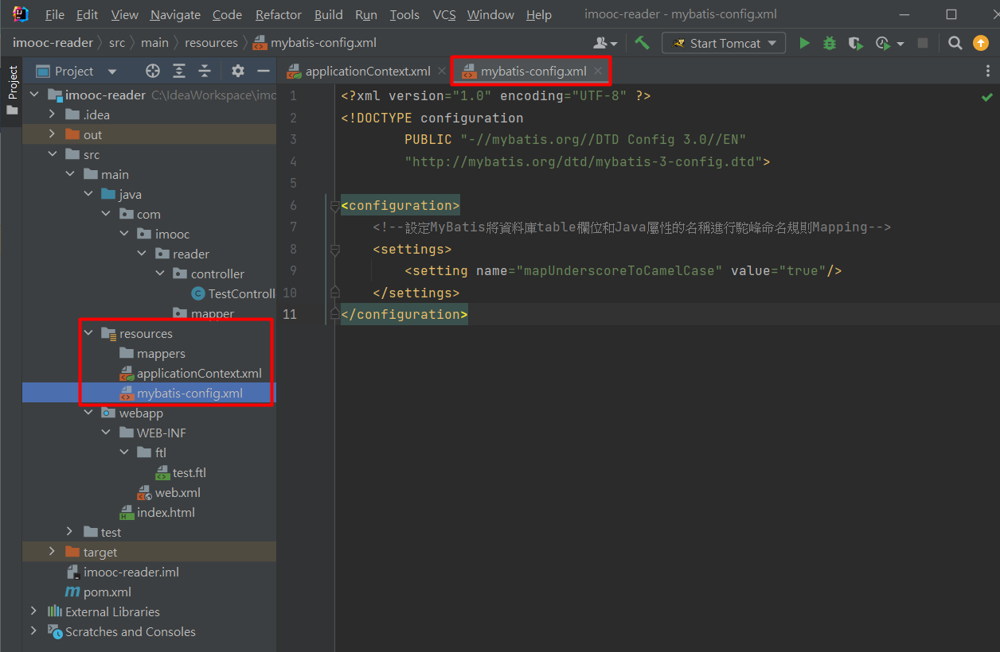 File Edit View Navigate Code Refactor Build Run Tools VCS Window Help imooc-reader - mybatis-config.xml
imooc-reader src main resources mybatis-config.xml Start Tomcat
Project
Project
applicationContext.xml mybatis-config.xml
imooc-reader C:\IdeaWorkspace\imoc
.idea
out
src
main
java
com
imooc
reader
controller
TestControll
mapper
resources
mappers
applicationContext.xml
mybatis-config.xml
webapp
WEB-INF
ftl
test.ftl
web.xml
index.html
test
target
imooc-reader.iml
pom.xml
External Libraries
Scratches and Consoles
1 <?xml version="1.0" encoding="UTF-8" ?>
2 <!DOCTYPE configuration
3 PUBLIC "-//mybatis.org//DTD Config 3.0//EN"
4 "http://mybatis.org/dtd/mybatis-3-config.dtd">
5
6 <configuration>
7 <!--設定MyBatis將資料庫table欄位和Java屬性的名稱進行駝峰命名規則Mapping-->
8 <settings>
9 <setting name="mapUnderscoreToCamelCase" value="true"/>
10 </settings>
11 </configuration>